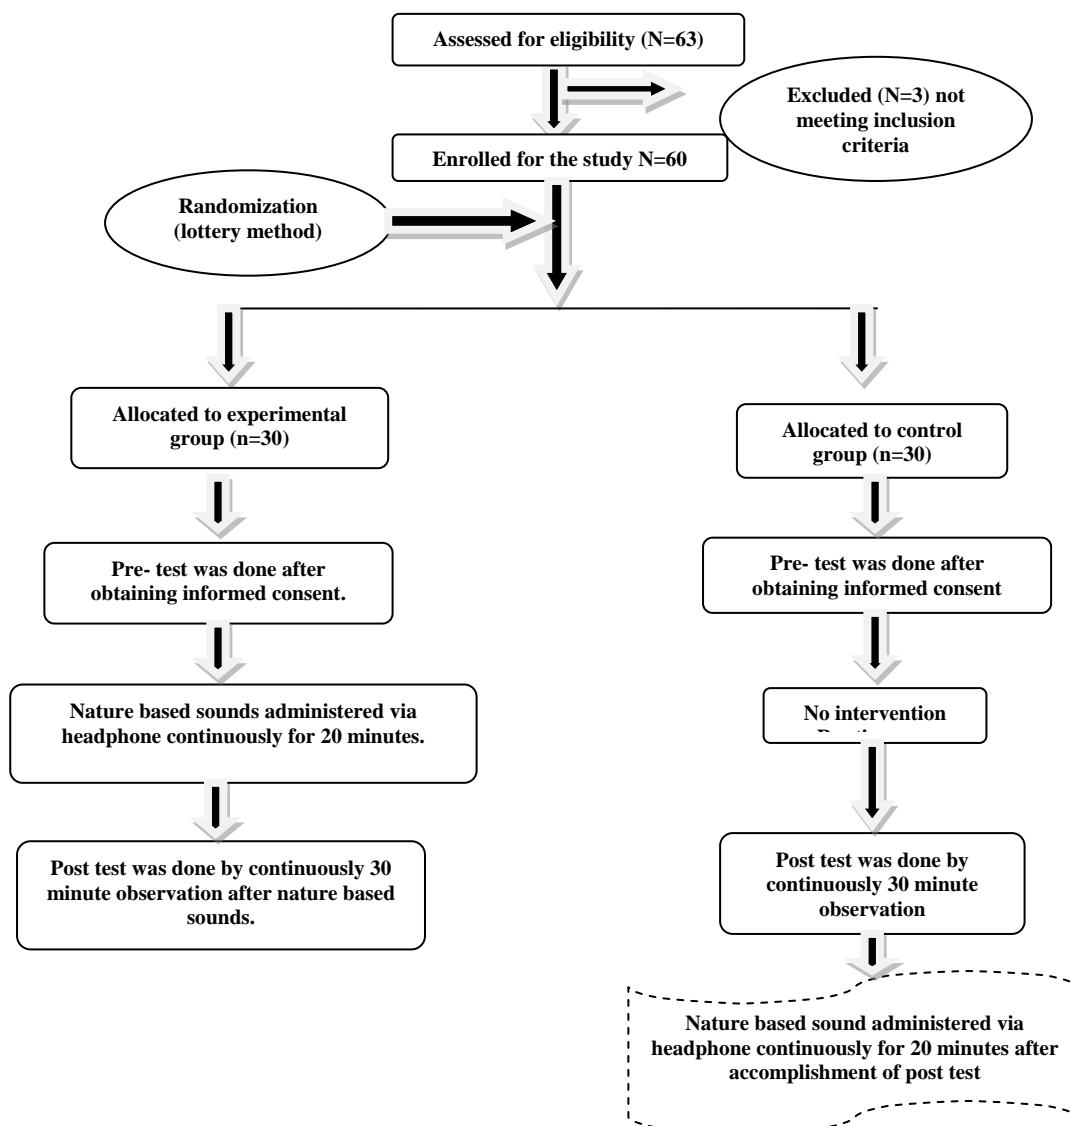 Assessed for eligibility (N=63)
Excluded (N=3) not
meeting inclusion
criteria
Enrolled for the study N=60
Randomization
(lottery method)
Allocated to experimental
group (n=30)
Allocated to control
group (n=30)
Pre- test was done after
obtaining informed consent.
Pre- test was done after
obtaining informed consent
Nature based sounds administered via
headphone continuously for 20 minutes.
No intervention
Post test was done by continuously 30
minute observation after nature based
sounds.
Post test was done by
continuously 30 minute
observation
Nature based sound administered via
headphone continuously for 20 minutes after
accomplishment of post test